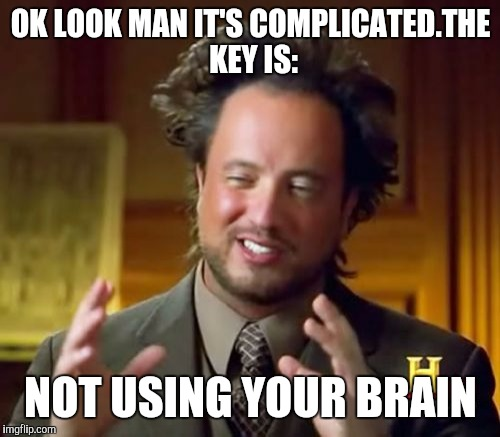 OK LOOK MAN IT'S COMPLICATED.THE
KEY IS:
H
NOT USING YOUR BRAIN
imgflip.com